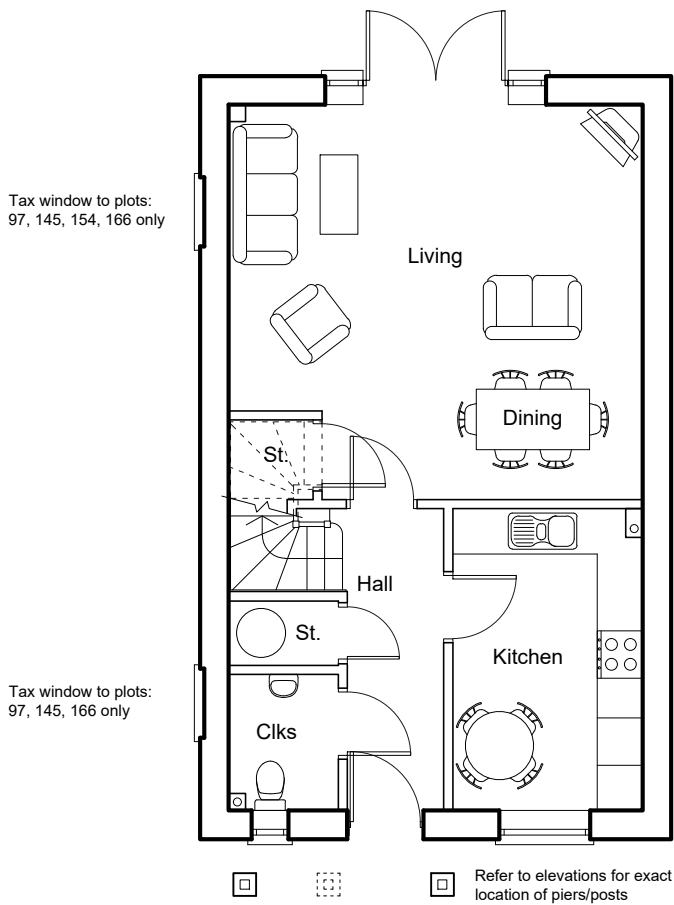 Tax window to plots:
97, 145, 154, 166 only
Living
Dining
St.
Hall
St.
Kitchen
Tax window to plots:
97, 145, 166 only
Clks
Refer to elevations for exact
location of piers/posts